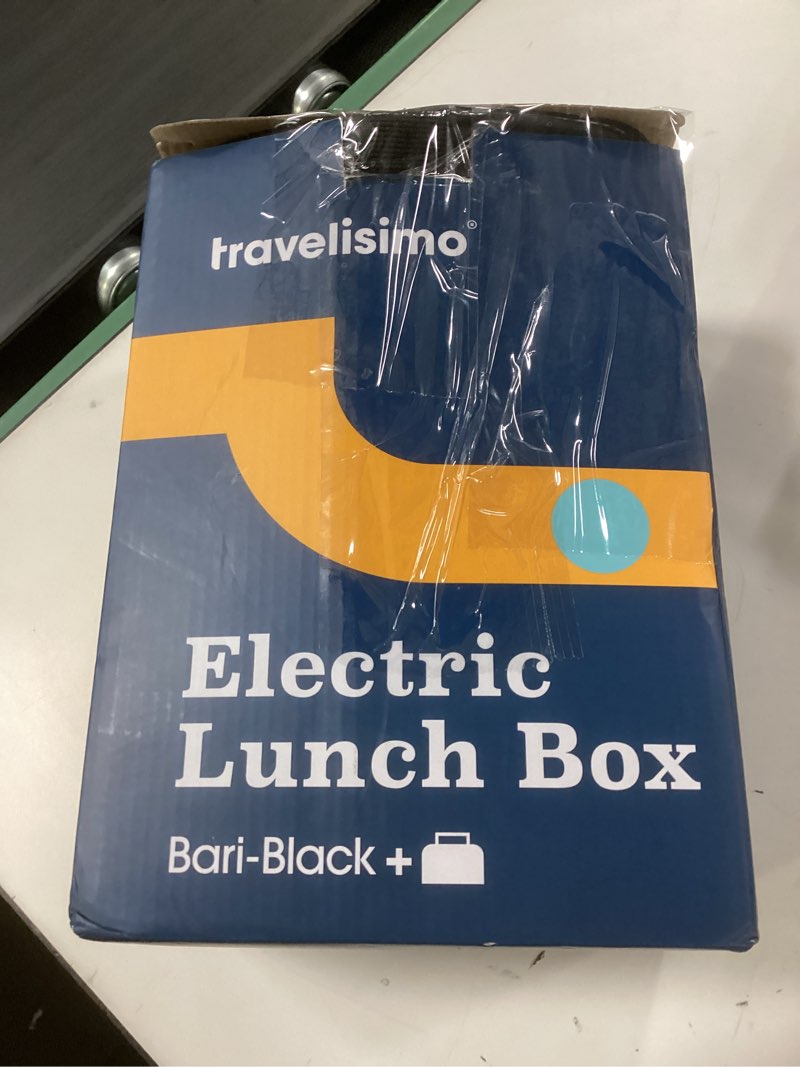 travelisimo®
Electric
Lunch Box
Bari-Black +